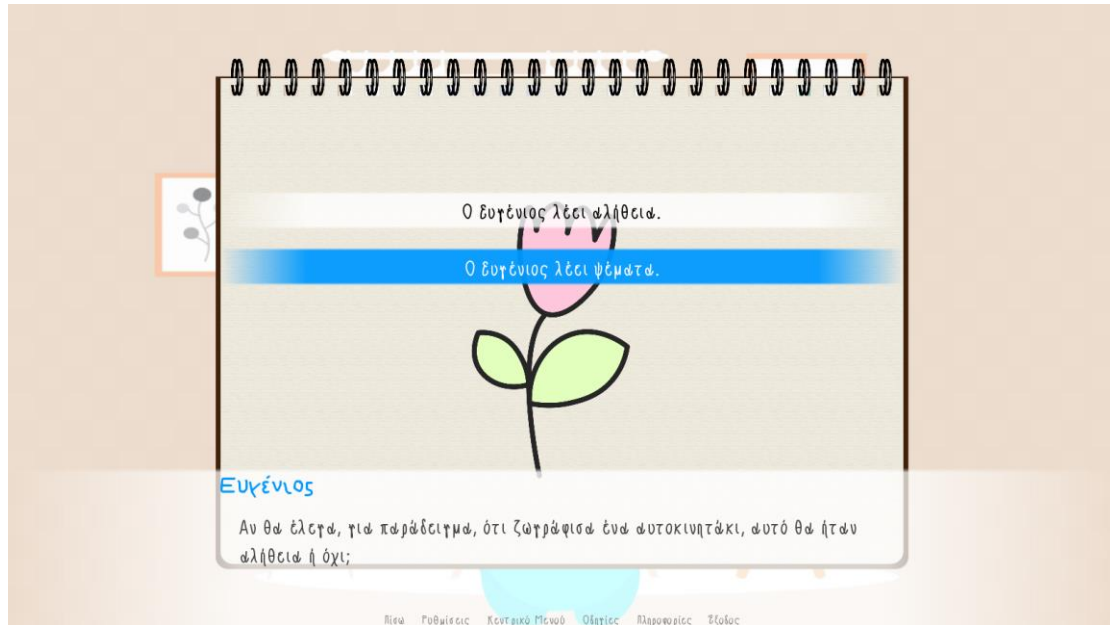 Ο Ευγένιος λέει αλήθεια.
Ο Ευγένιος λέει ψέματα.
Ευγένιος
Αν θα έλεγα, για παράδειγμα, ότι ζωγράφισα ένα αυτοκινητάκι, αυτό θα ήταν
αλήθεια ή όχι;
Πίσω Ρυθμίσεις Κεντρικό Μενού Οδηγίες Πληροφορίες Έξοδος